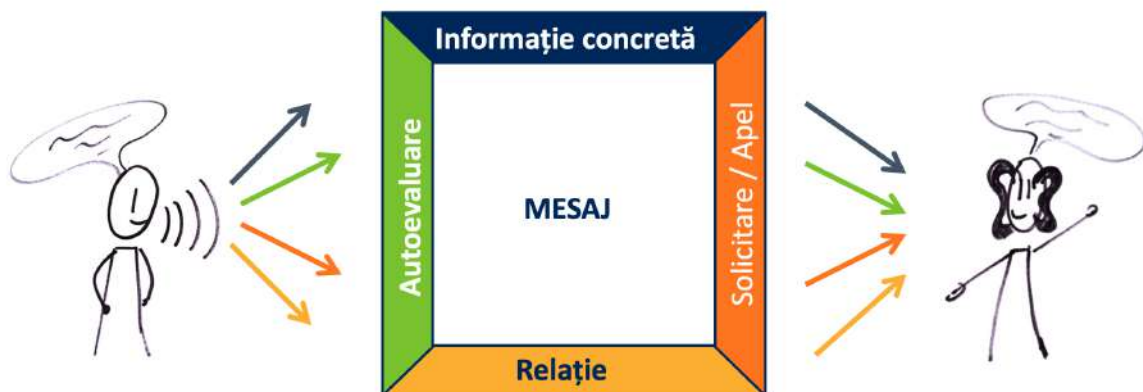 Informație concretă
Autoevaluare
MESAJ
Solicitare / Apel
Relație